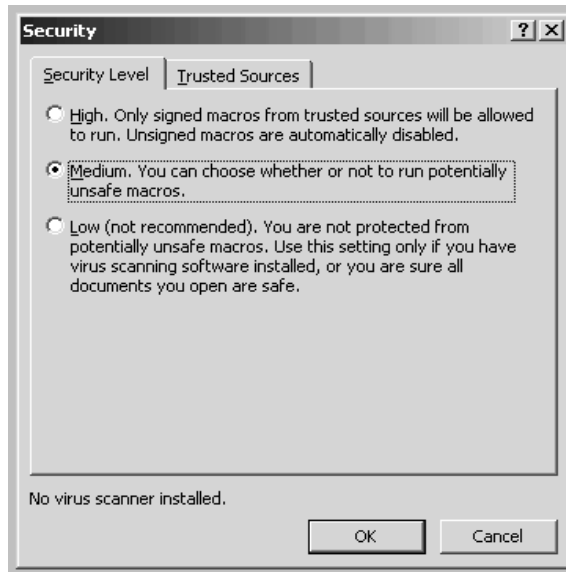 Security
Security Level
Trusted Sources
High. Only signed macros from trusted sources will be allowed
to run. Unsigned macros are automatically disabled.
Medium. You can choose whether or not to run potentially
unsafe macros.
Low (not recommended). You are not protected from
potentially unsafe macros. Use this setting only if you have
virus scanning software installed, or you are sure all
documents you open are safe.
No virus scanner installed.
OK
Cancel